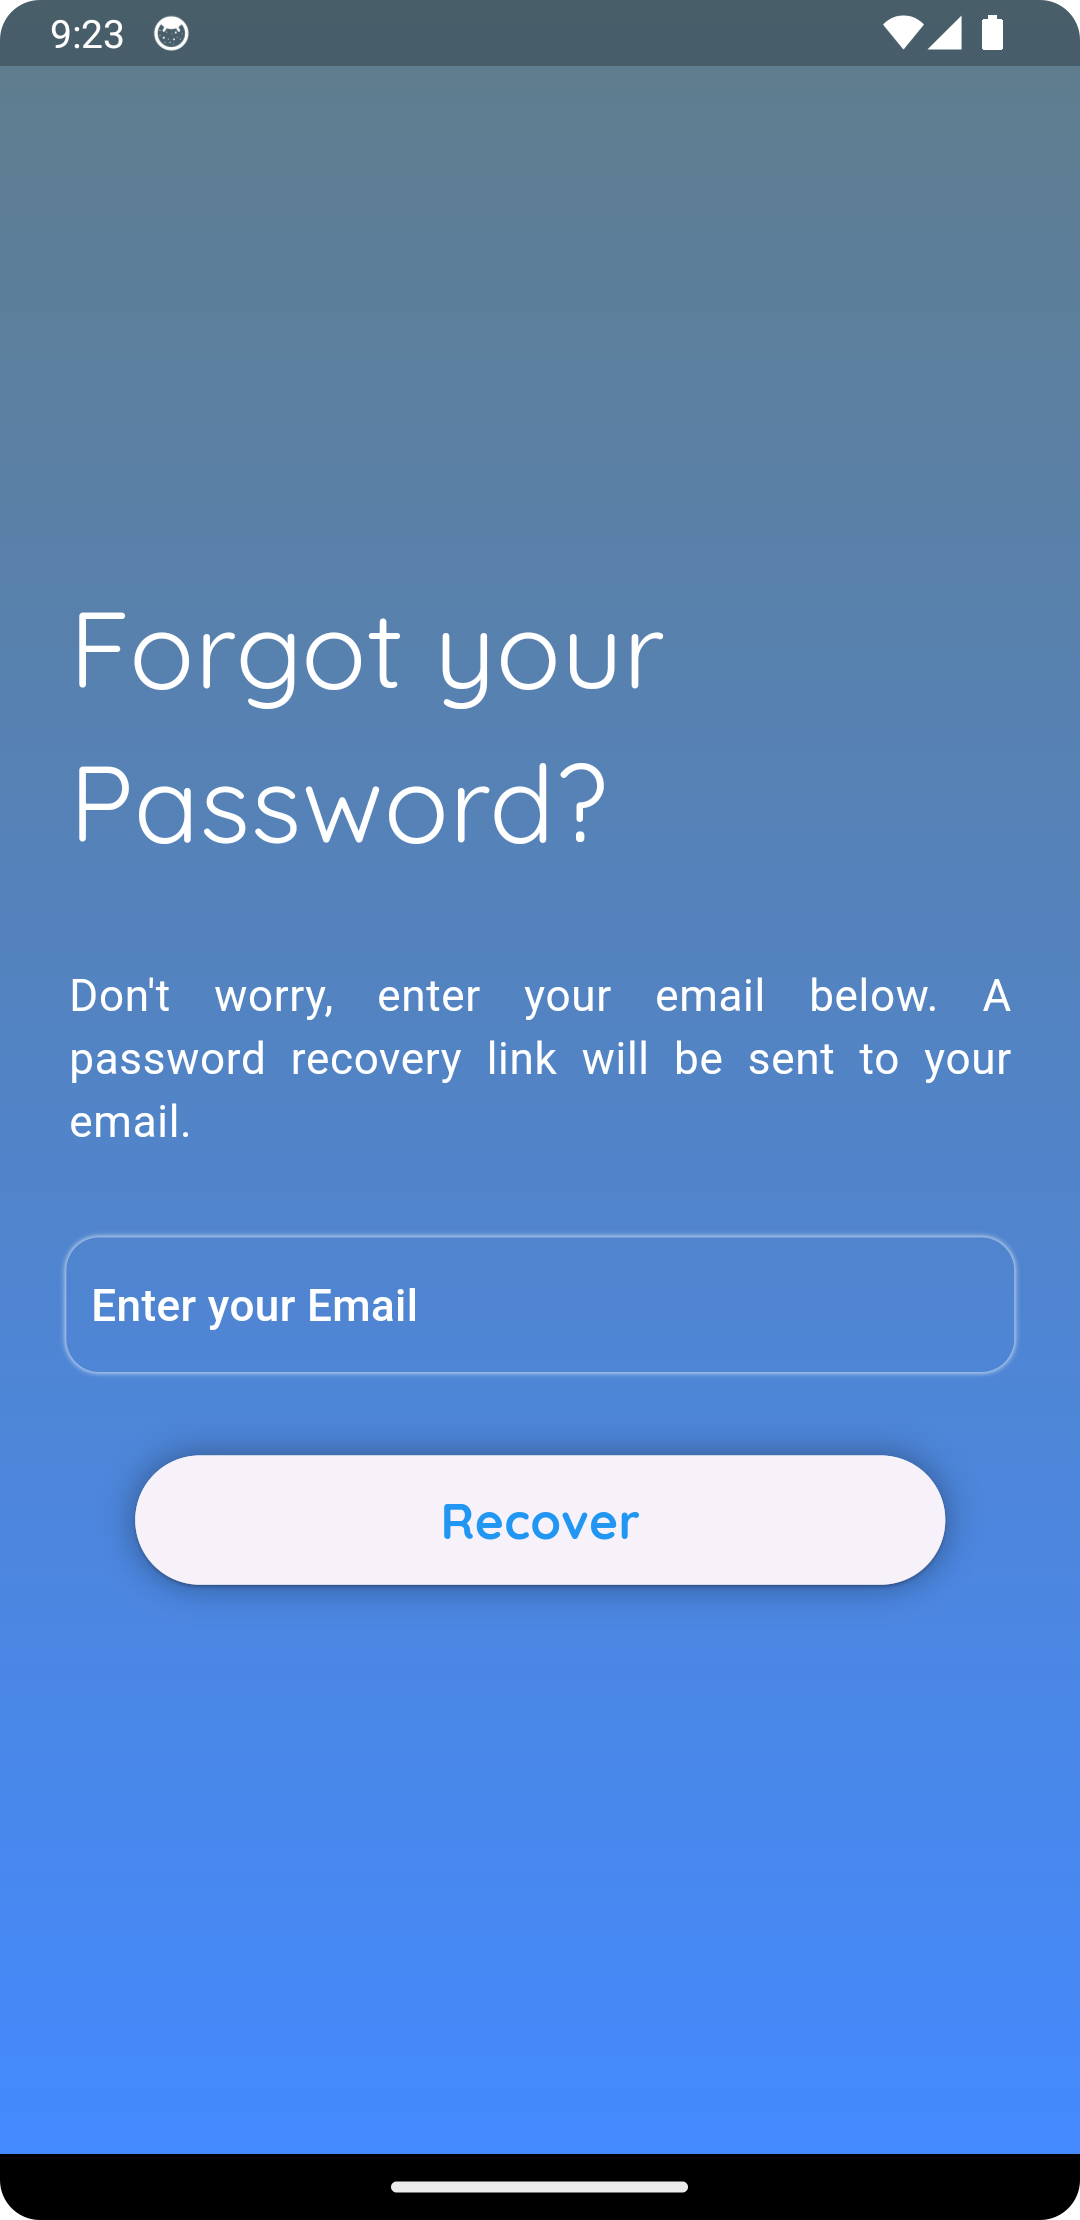 9:23
Forgot your
Password?
Don't worry, enter your email below. A
password recovery link will be sent to your
email.
Enter your Email
Recover